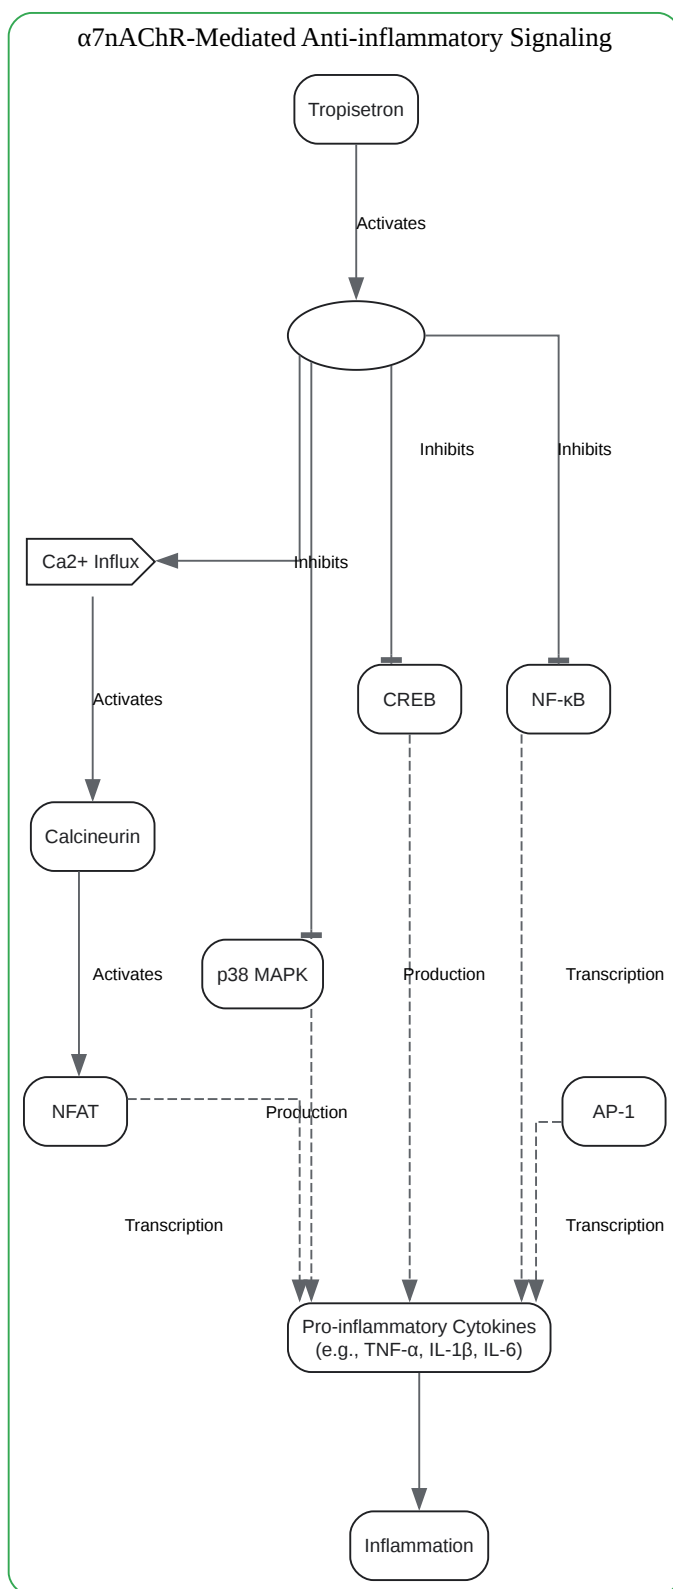 α7nAChR-Mediated Anti-inflammatory Signaling
Tropisetron
Activates
Inhibits
Inhibits
Ca2+ Influx
Inhibits
Activates
CREB
NF-κB
Calcineurin
Activates
p38 MAPK
Production
Transcription
NFAT
Production
AP-1
Transcription
Transcription
Pro-inflammatory Cytokines
(e.g., TNF-α, IL-1β, IL-6)
Inflammation